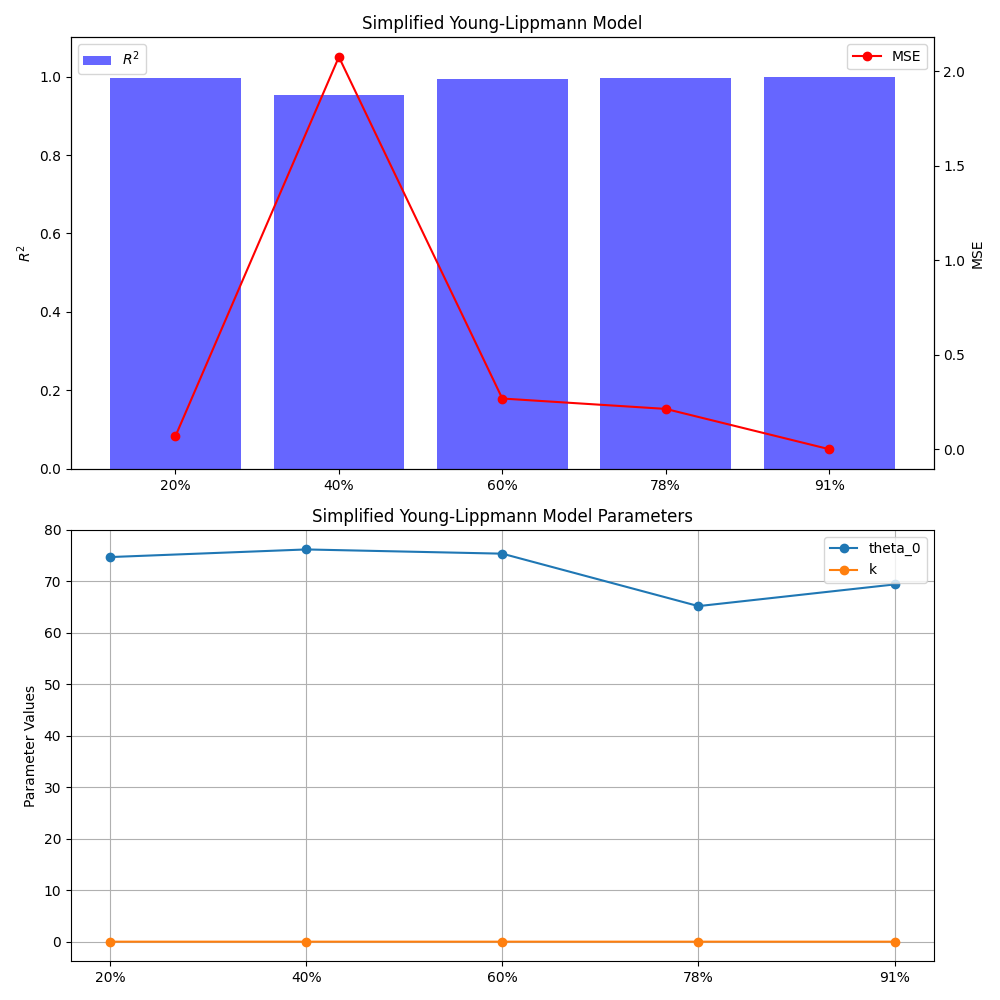 Simplified Young-Lippmann Model
R²
MSE
1.0
0.8
0.6
0.4
0.2
0.0
R²
2.0
1.5
1.0
0.5
0.0
MSE
20% 40% 60% 78% 91%
Simplified Young-Lippmann Model Parameters
theta_0
k
80
70
60
50
40
30
20
10
0
Parameter Values
20% 40% 60% 78% 91%